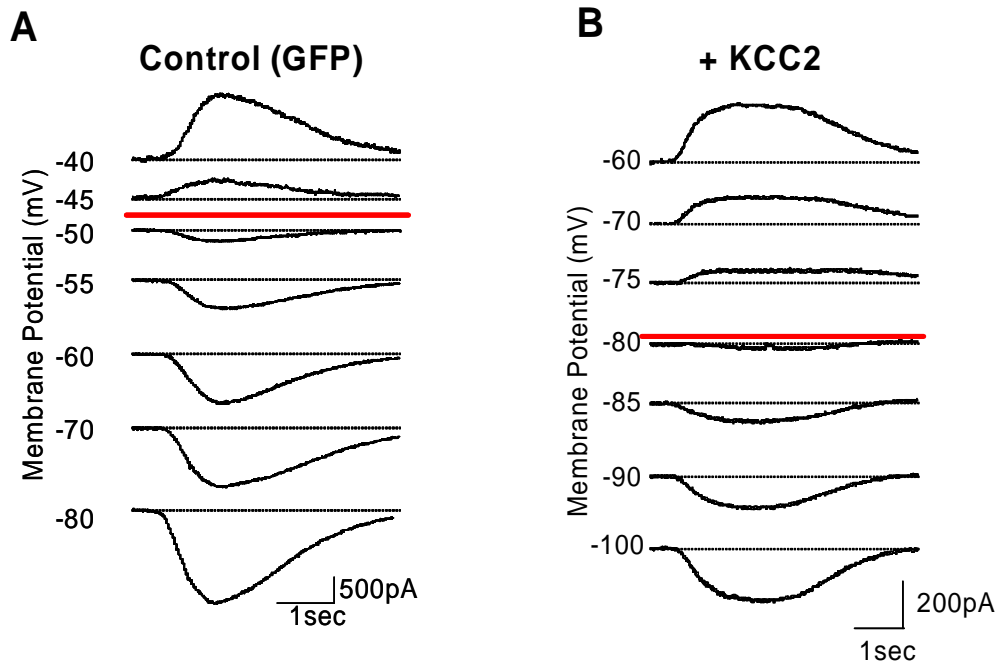 A
Control (GFP)
Membrane Potential (mV)
-40
-45
-50
-55
-60
-70
-80
500pA
1sec
B
+ KCC2
Membrane Potential (mV)
-60
-70
-75
-80
-85
-90
-100
200pA
1sec